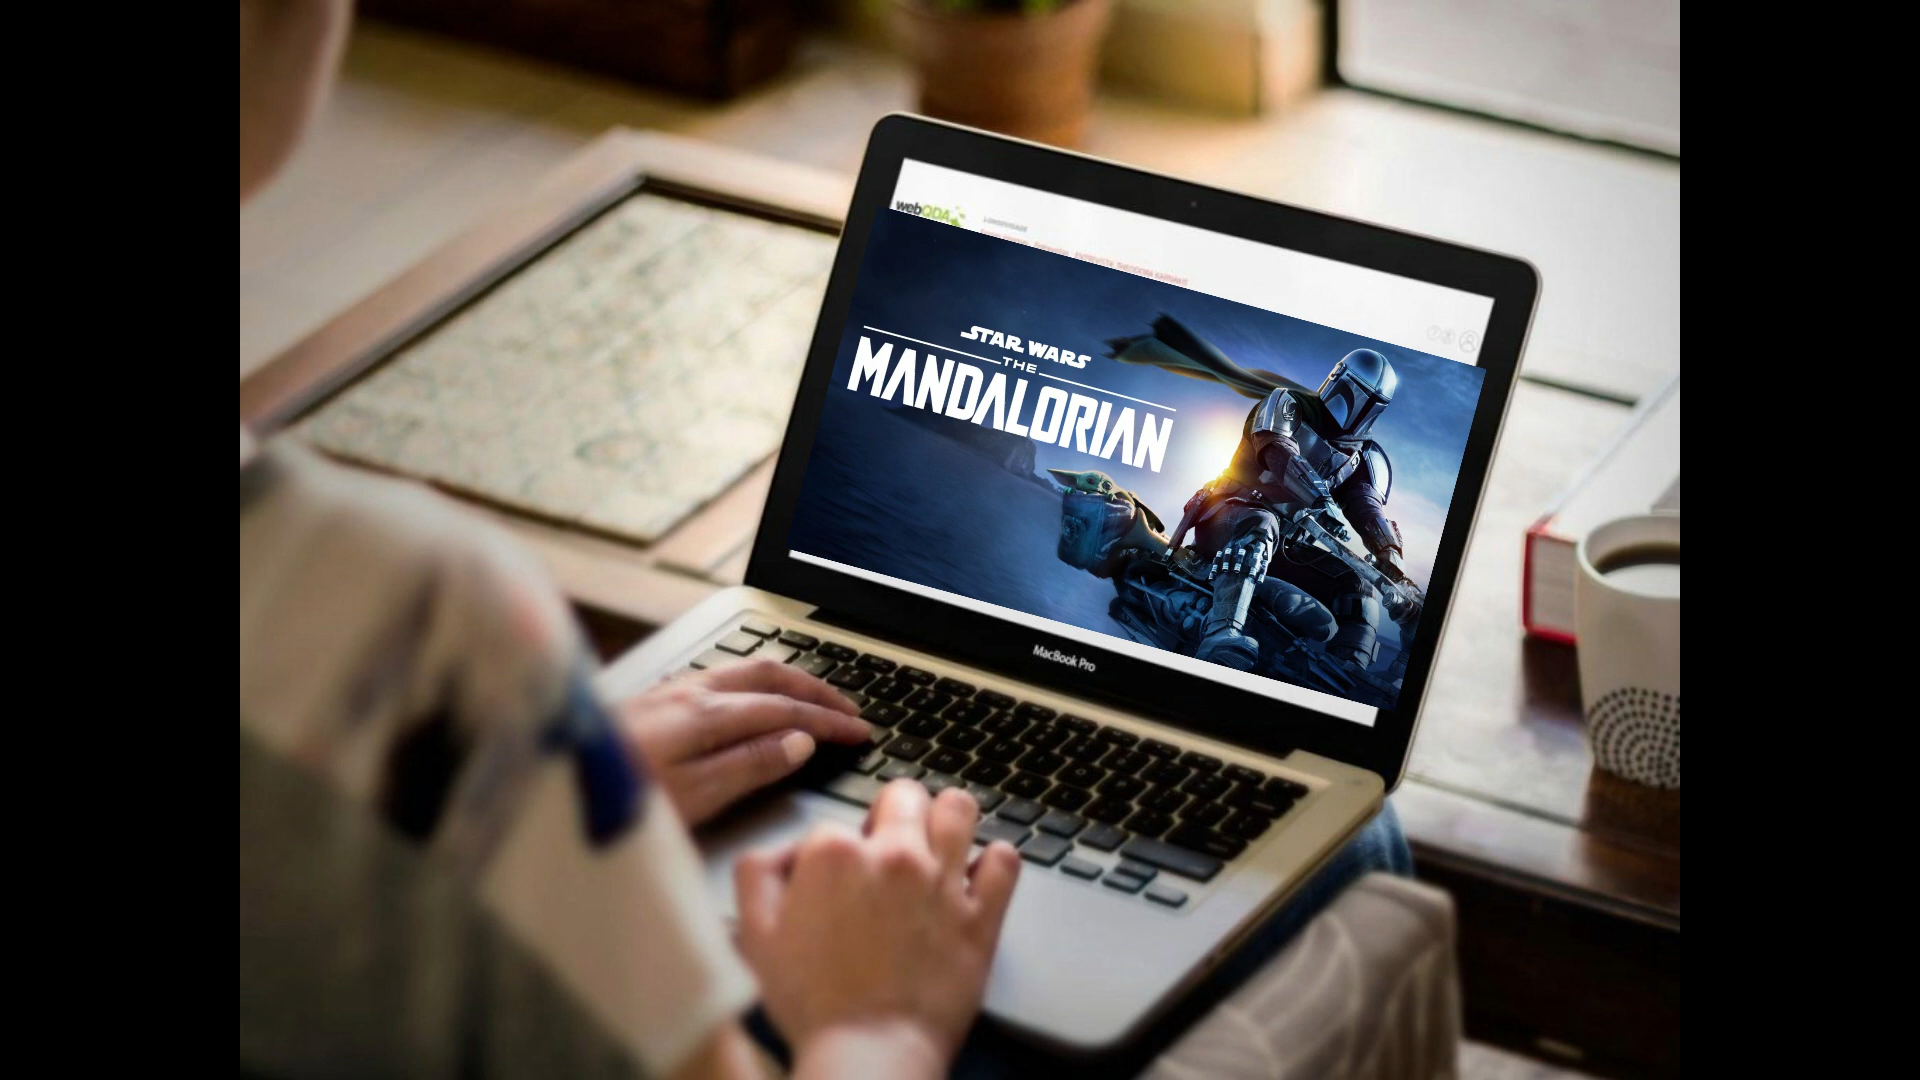 webQDA
STAR WARS
THE
MANDALORIAN
MacBook Pro